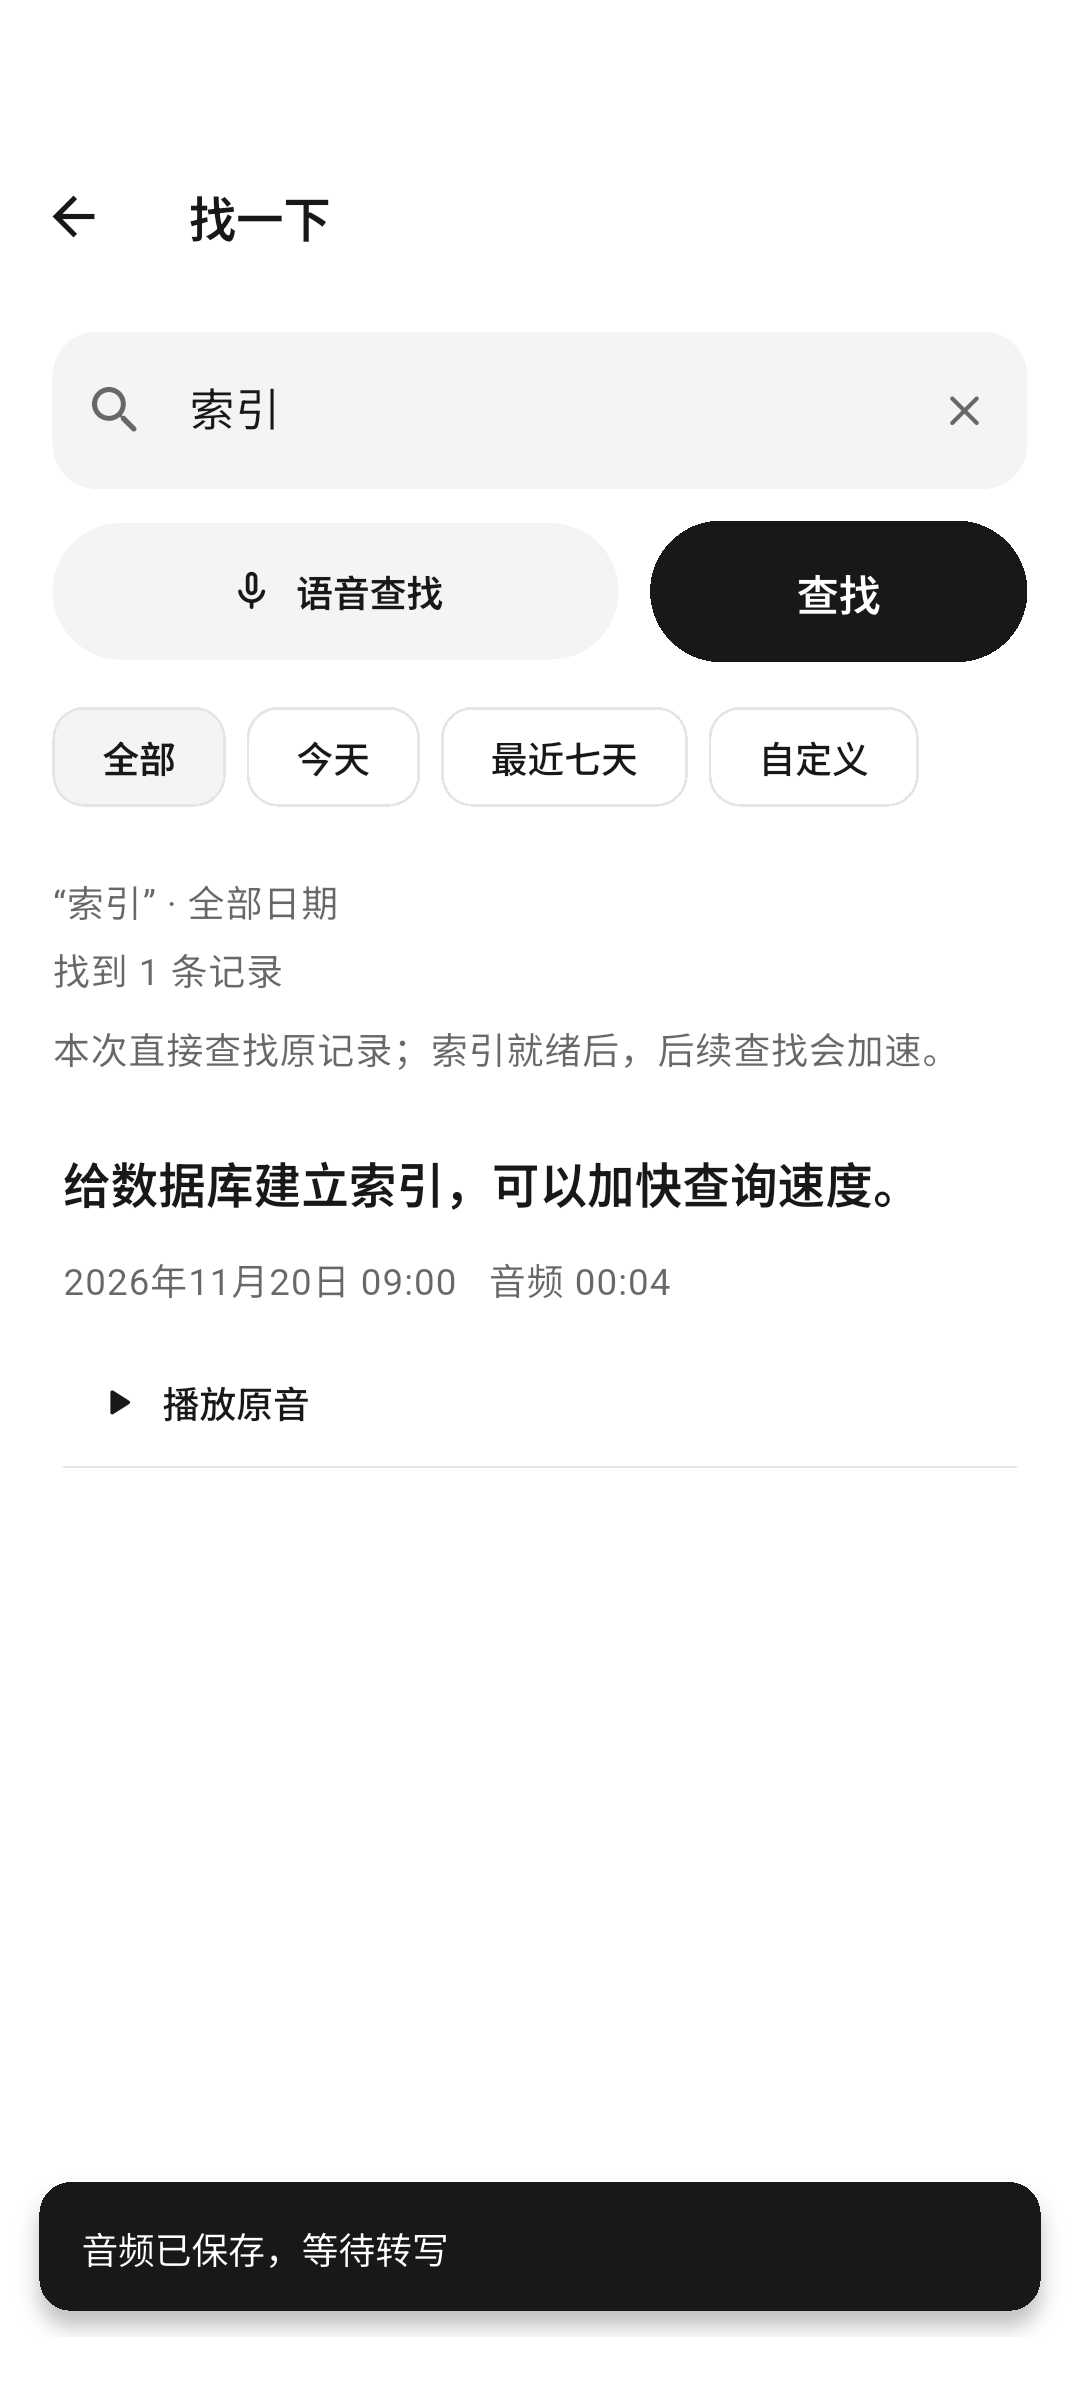 找一下
索引
语音查找
查找
全部
今天
最近七天
自定义
“索引” · 全部日期
找到 1 条记录
本次直接查找原记录；索引就绪后，后续查找会加速。
给数据库建立索引，可以加快查询速度。
2026年11月20日 09:00 音频 00:04
播放原音
音频已保存，等待转写